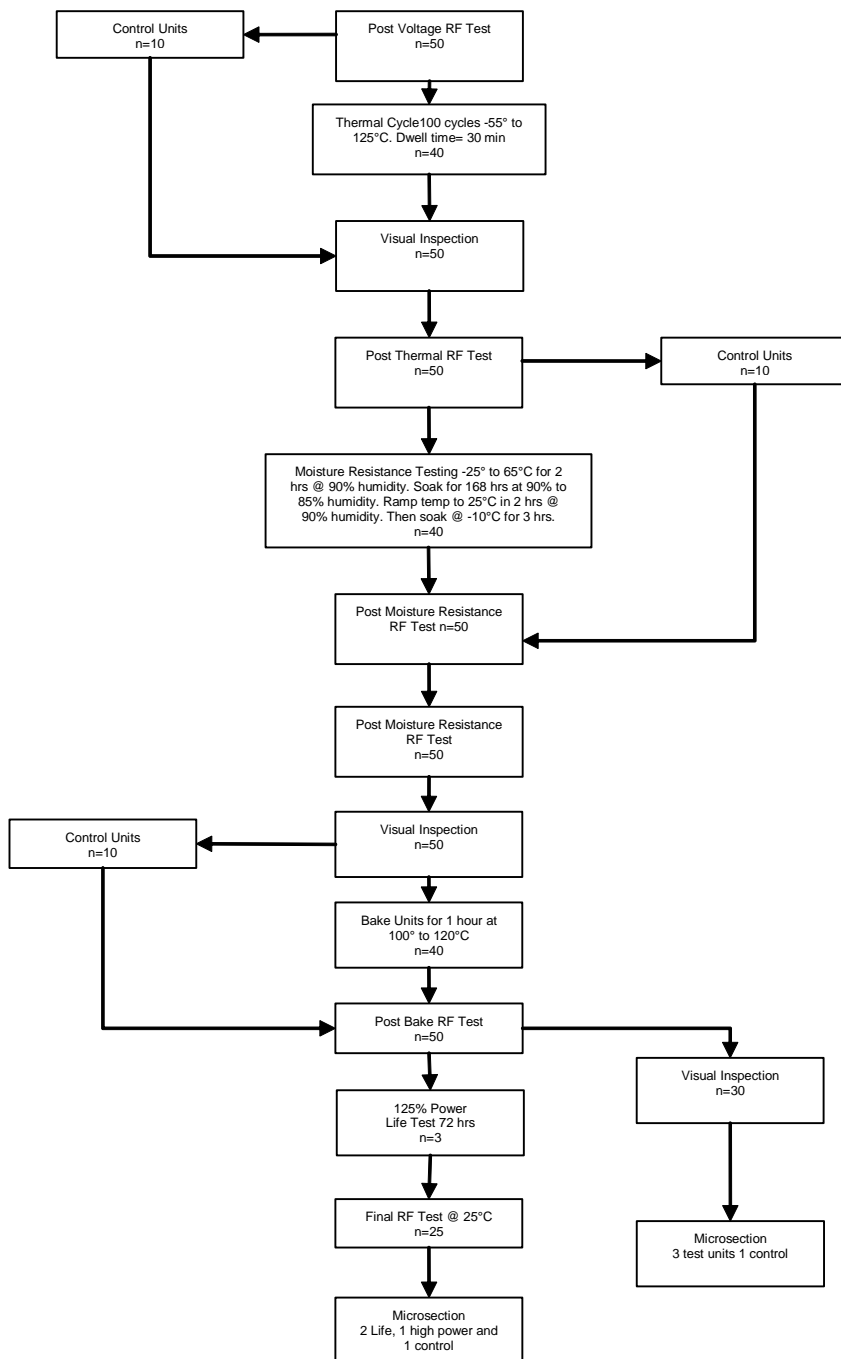 Control Units
n=10
Post Voltage RF Test
n=50
Thermal Cycle100 cycles -55° to
125°C. Dwell time= 30 min
n=40
Visual Inspection
n=50
Post Thermal RF Test
n=50
Control Units
n=10
Moisture Resistance Testing -25° to 65°C for 2
hrs @ 90% humidity. Soak for 168 hrs at 90% to
85% humidity. Ramp temp to 25°C in 2 hrs @
90% humidity. Then soak @ -10°C for 3 hrs.
n=40
Post Moisture Resistance
RF Test n=50
Post Moisture Resistance
RF Test
n=50
Control Units
n=10
Visual Inspection
n=50
Bake Units for 1 hour at
100° to 120°C
n=40
Post Bake RF Test
n=50
Visual Inspection
n=30
125% Power
Life Test 72 hrs
n=3
Final RF Test @ 25°C
n=25
Microsection
3 test units 1 control
Microsection
2 Life, 1 high power and
1 control